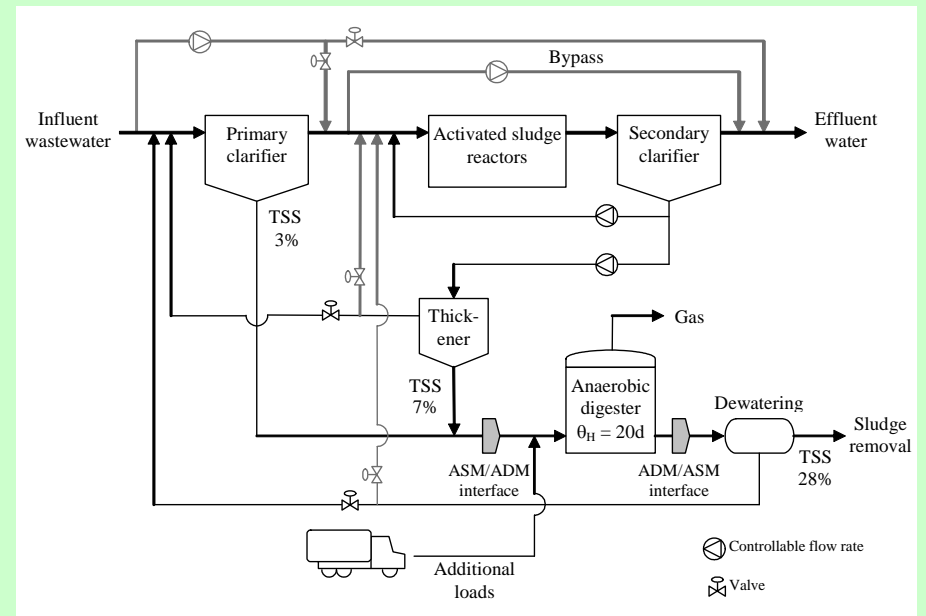 Bypass
Influent
wastewater
Primary
clarifier
Activated sludge
reactors
Secondary
clarifier
Effluent
water
TSS
3%
Thick-
ener
Gas
TSS
7%
Anaerobic
digester
θH = 20d
Dewatering
Sludge
removal
TSS
28%
ASM/ADM
interface
ADM/ASM
interface
Additional
loads
Controllable flow rate
Valve